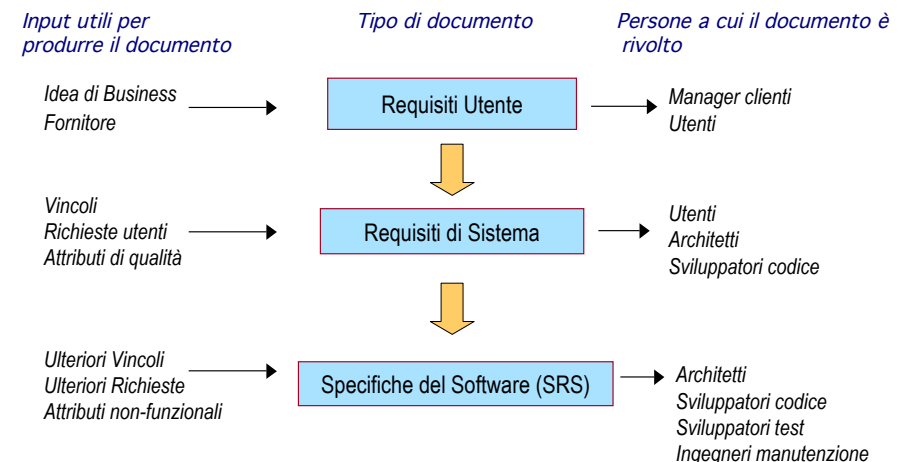 Input utili per
produrre il documento
Tipo di documento
Persone a cui il documento è
rivolto
Idea di Business
Fornitore
Requisiti Utente
Manager clienti
Utenti
Vincoli
Richieste utenti
Attributi di qualità
Requisiti di Sistema
Utenti
Architetti
Sviluppatori codice
Ulteriori Vincoli
Ulteriori Richieste
Attributi non-funzionali
Specifiche del Software (SRS)
Architetti
Sviluppatori codice
Sviluppatori test
Ingegneri manutenzione